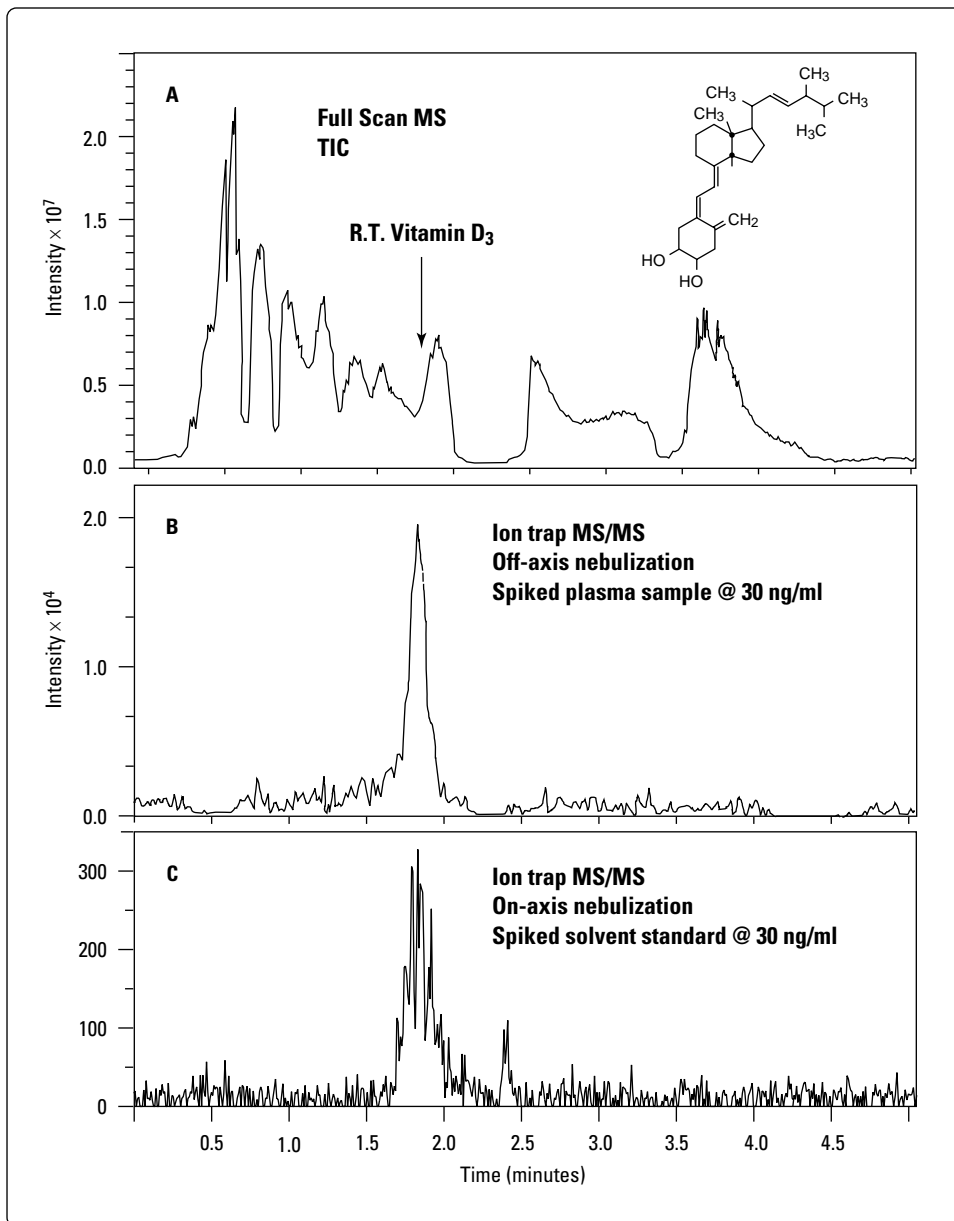 A
Full Scan MS
TIC
R.T. Vitamin D3
Intensity × 10⁷
2.0
1.5
1.0
0.5
0.0
CH3
CH3
CH3
CH3
H3C
CH2
HO
HO
B
Ion trap MS/MS
Off-axis nebulization
Spiked plasma sample @ 30 ng/ml
Intensity × 10⁴
2.0
1.0
0.0
C
Ion trap MS/MS
On-axis nebulization
Spiked solvent standard @ 30 ng/ml
300
200
100
0
0.5 1.0 1.5 2.0 2.5 3.0 3.5 4.0 4.5
Time (minutes)